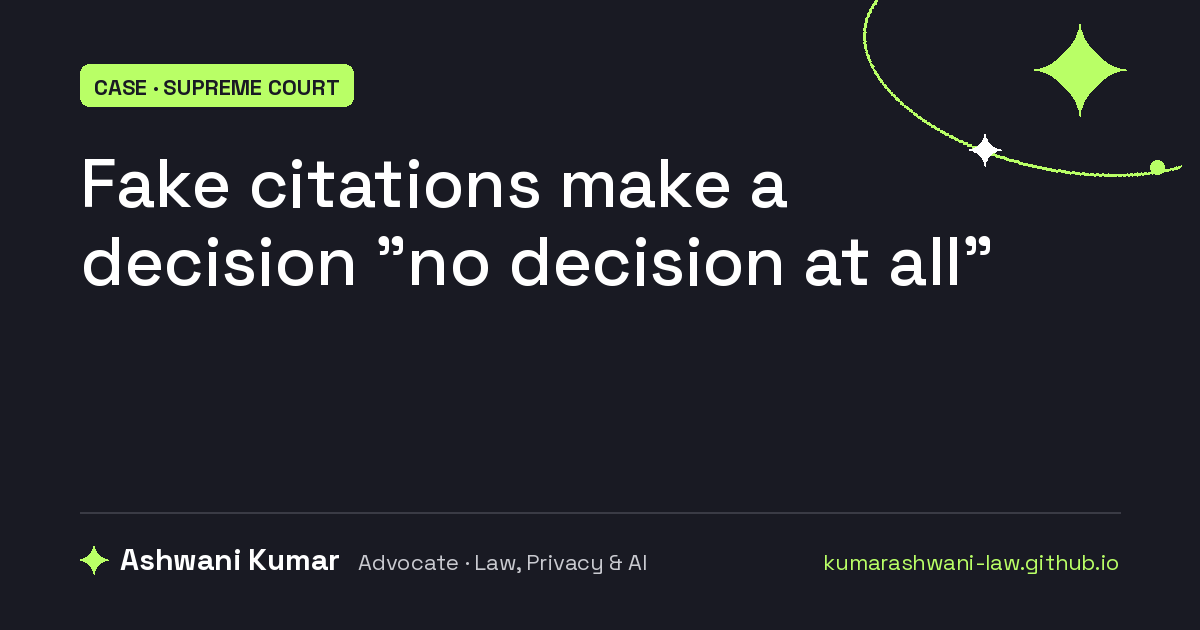 CASE · SUPREME COURT
Fake citations make a
decision ”no decision at all”
Ashwani Kumar Advocate · Law, Privacy & AI kumarashwani-law.github.io